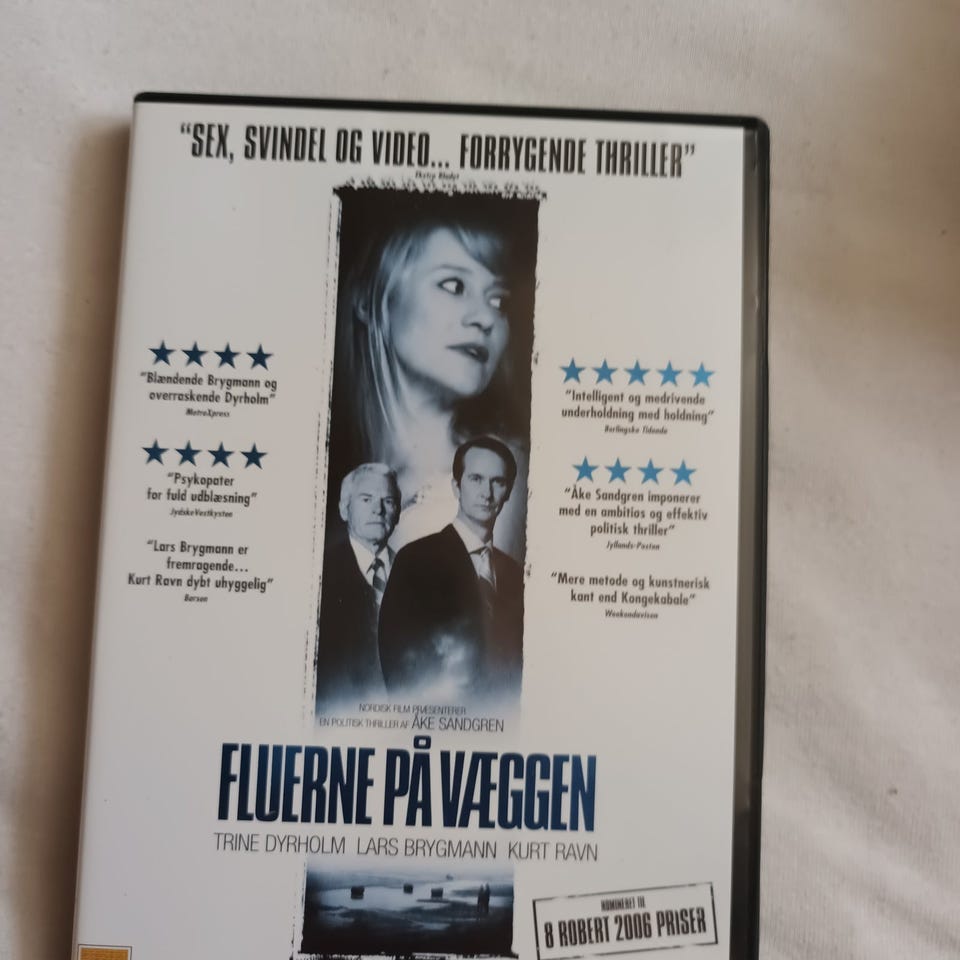 "SEX, SVINDEL OG VIDEO... FORRYGENDE THRILLER"
Ekstra Bladet
"Blændende Brygmann og
overraskende Dyrholm"
MetroXpress
"Psykopater
for fuld udblæsning"
JydskeVestkysten
"Lars Brygmann er
fremragende...
Kurt Ravn dybt uhyggelig"
Børsen
"Intelligent og medrivende
underholdning med holdning"
Berlingske Tidende
"Åke Sandgren imponerer
med en ambitiøs og effektiv
politisk thriller"
Jyllands-Posten
"Mere metode og kunstnerisk
kant end Kongekabale"
Weekendavisen
NORDISK FILM PRÆSENTERER
EN POLITISK THRILLER AF ÅKE SANDGREN
FLUERNE PÅ VÆGGEN
TRINE DYRHOLM LARS BRYGMANN KURT RAVN
NOMINERET TIL
8 ROBERT 2006 PRISER